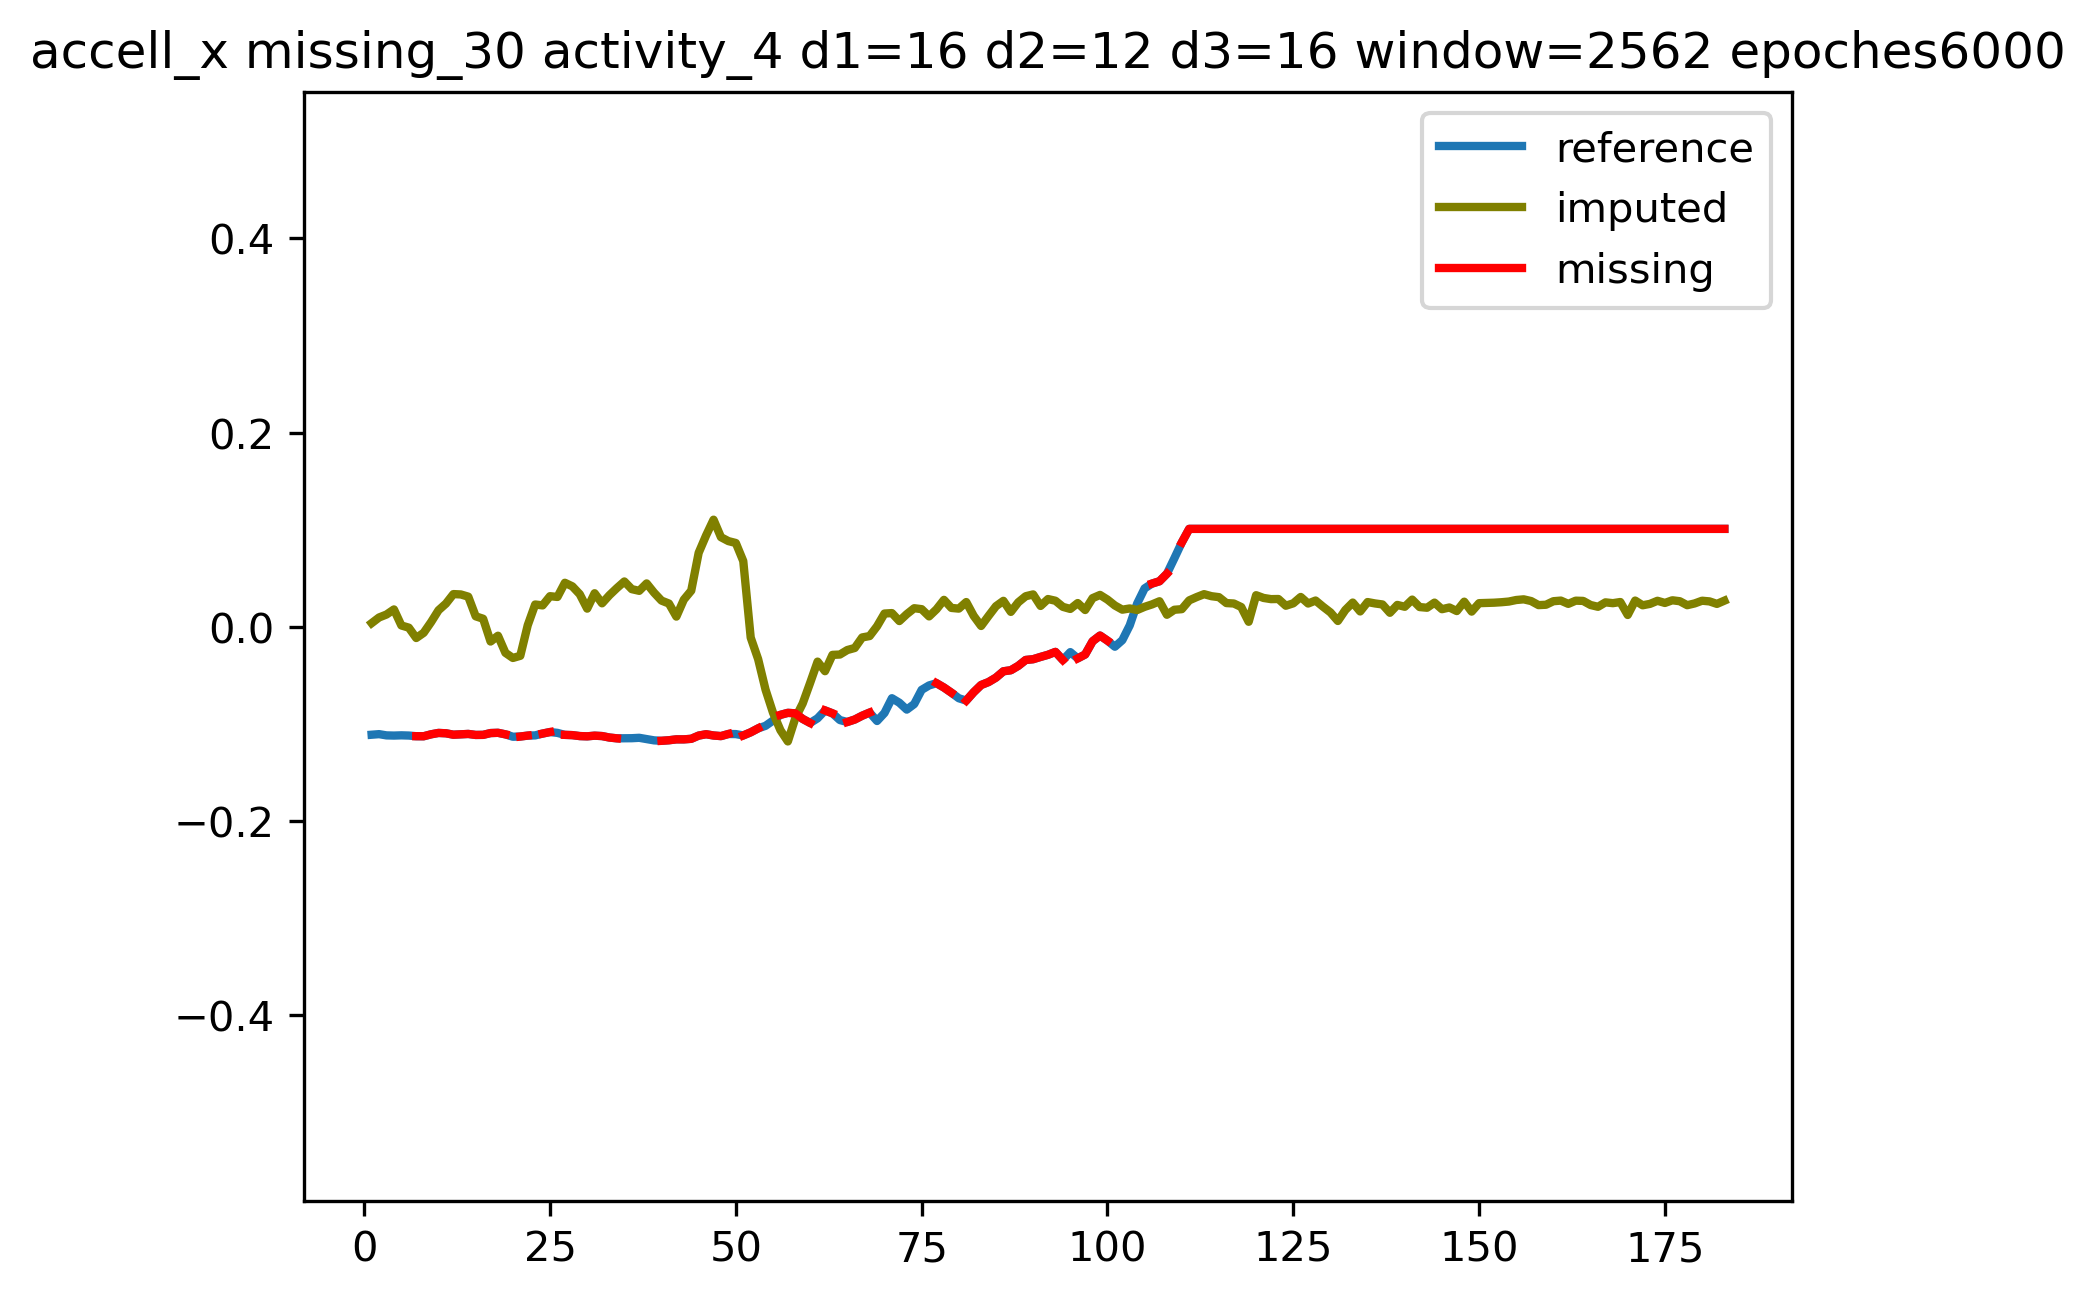 accell_x missing_30 activity_4 d1=16 d2=12 d3=16 window=2562 epoches6000
reference
imputed
missing
0.4
0.2
0.0
−0.2
−0.4
0 25 50 75 100 125 150 175